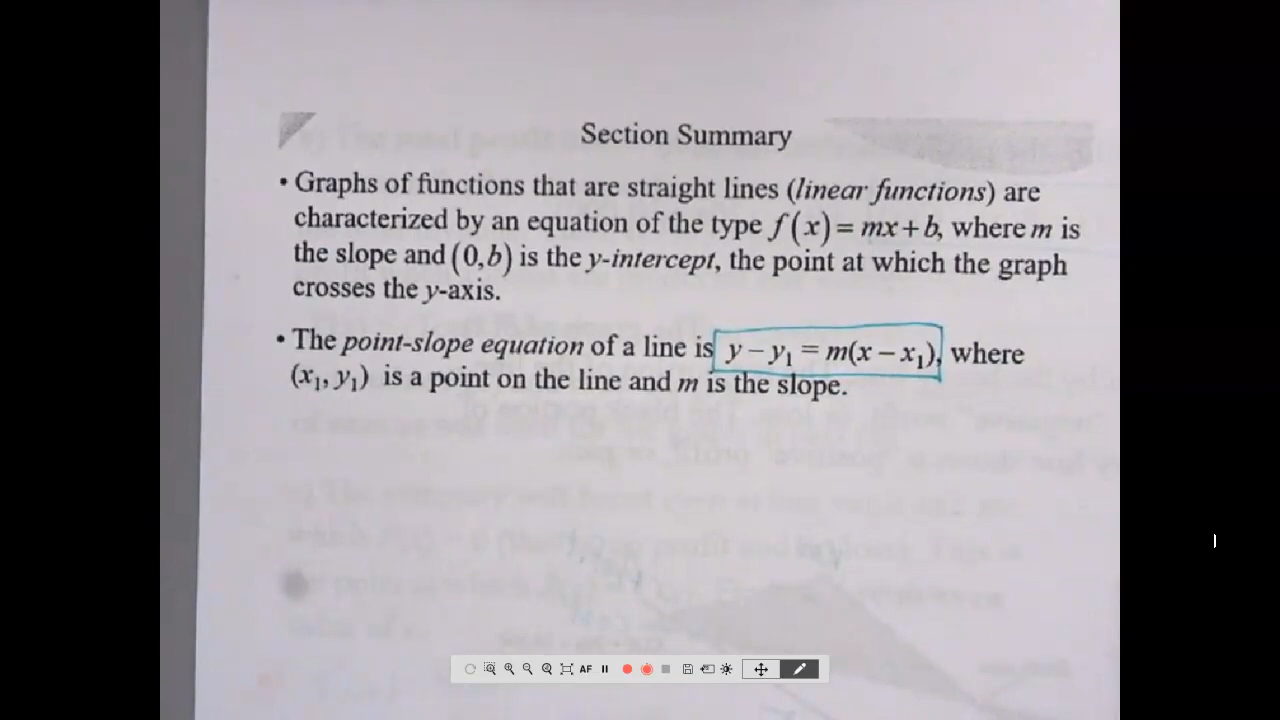 Section Summary
• Graphs of functions that are straight lines (linear functions) are
characterized by an equation of the type f(x) = mx + b, where m is
the slope and (0, b) is the y-intercept, the point at which the graph
crosses the y-axis.
• The point-slope equation of a line is y − y₁ = m(x − x₁), where
(x₁, y₁) is a point on the line and m is the slope.
AF